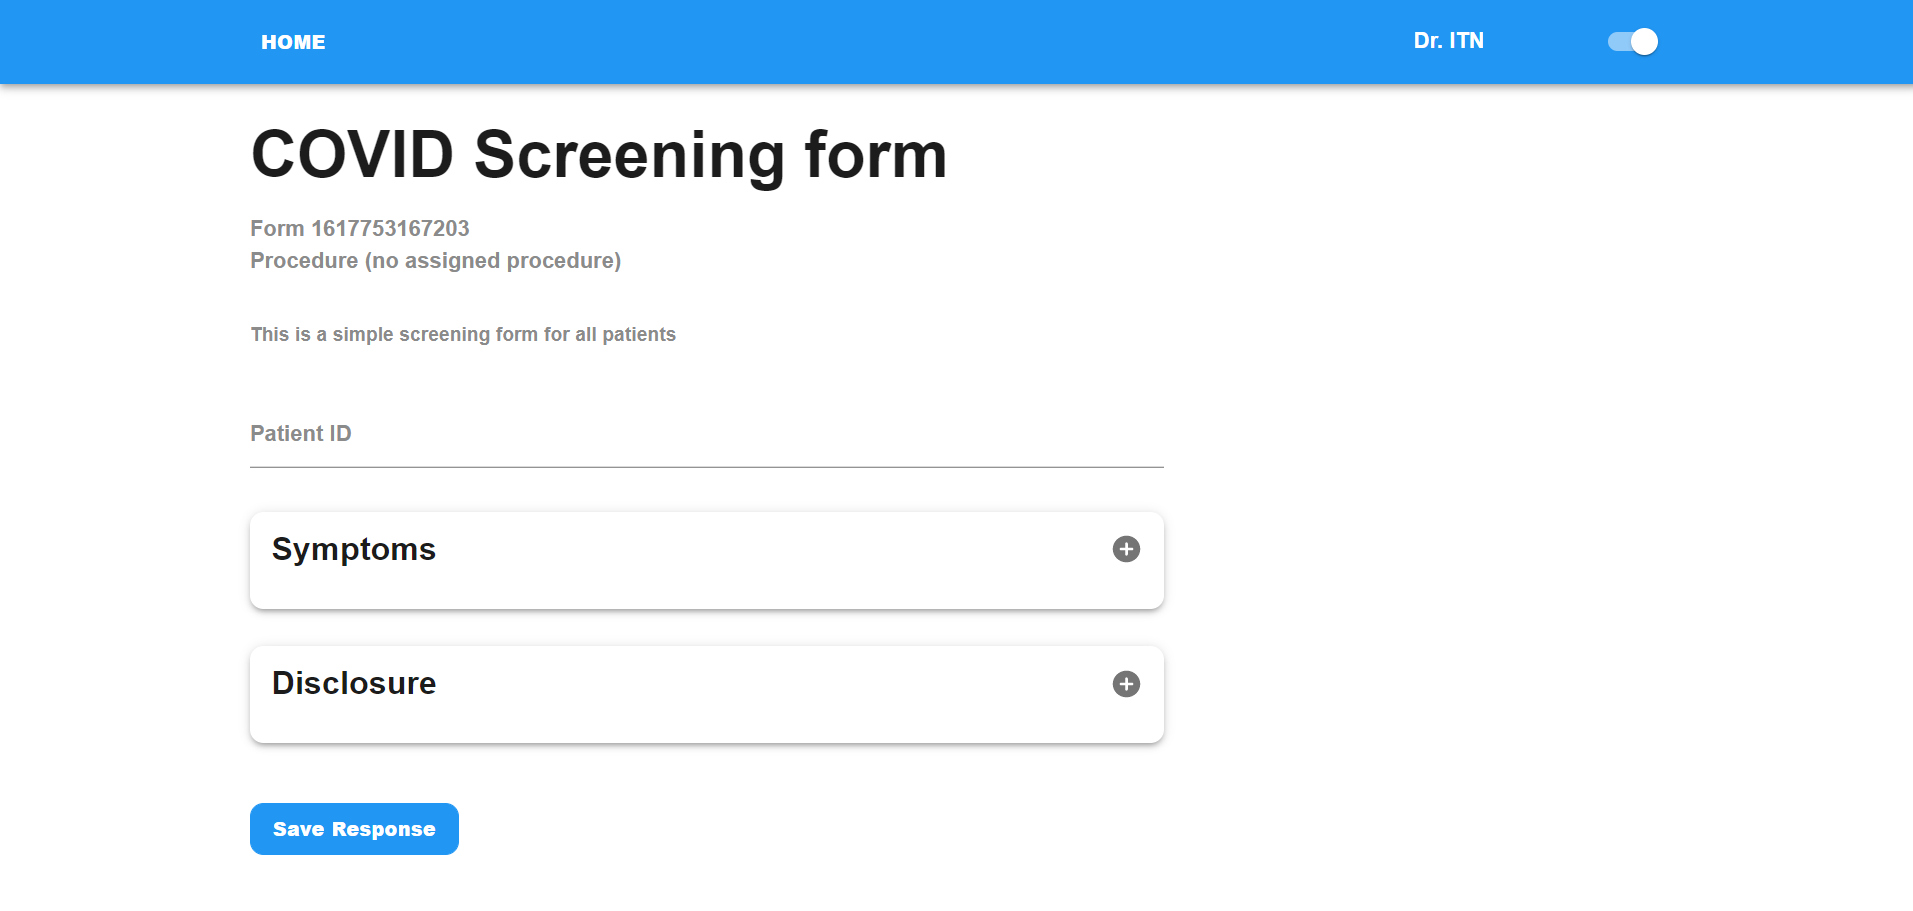 HOME
Dr. ITN
COVID Screening form
Form 1617753167203
Procedure (no assigned procedure)
This is a simple screening form for all patients
Patient ID
Symptoms
Disclosure
Save Response